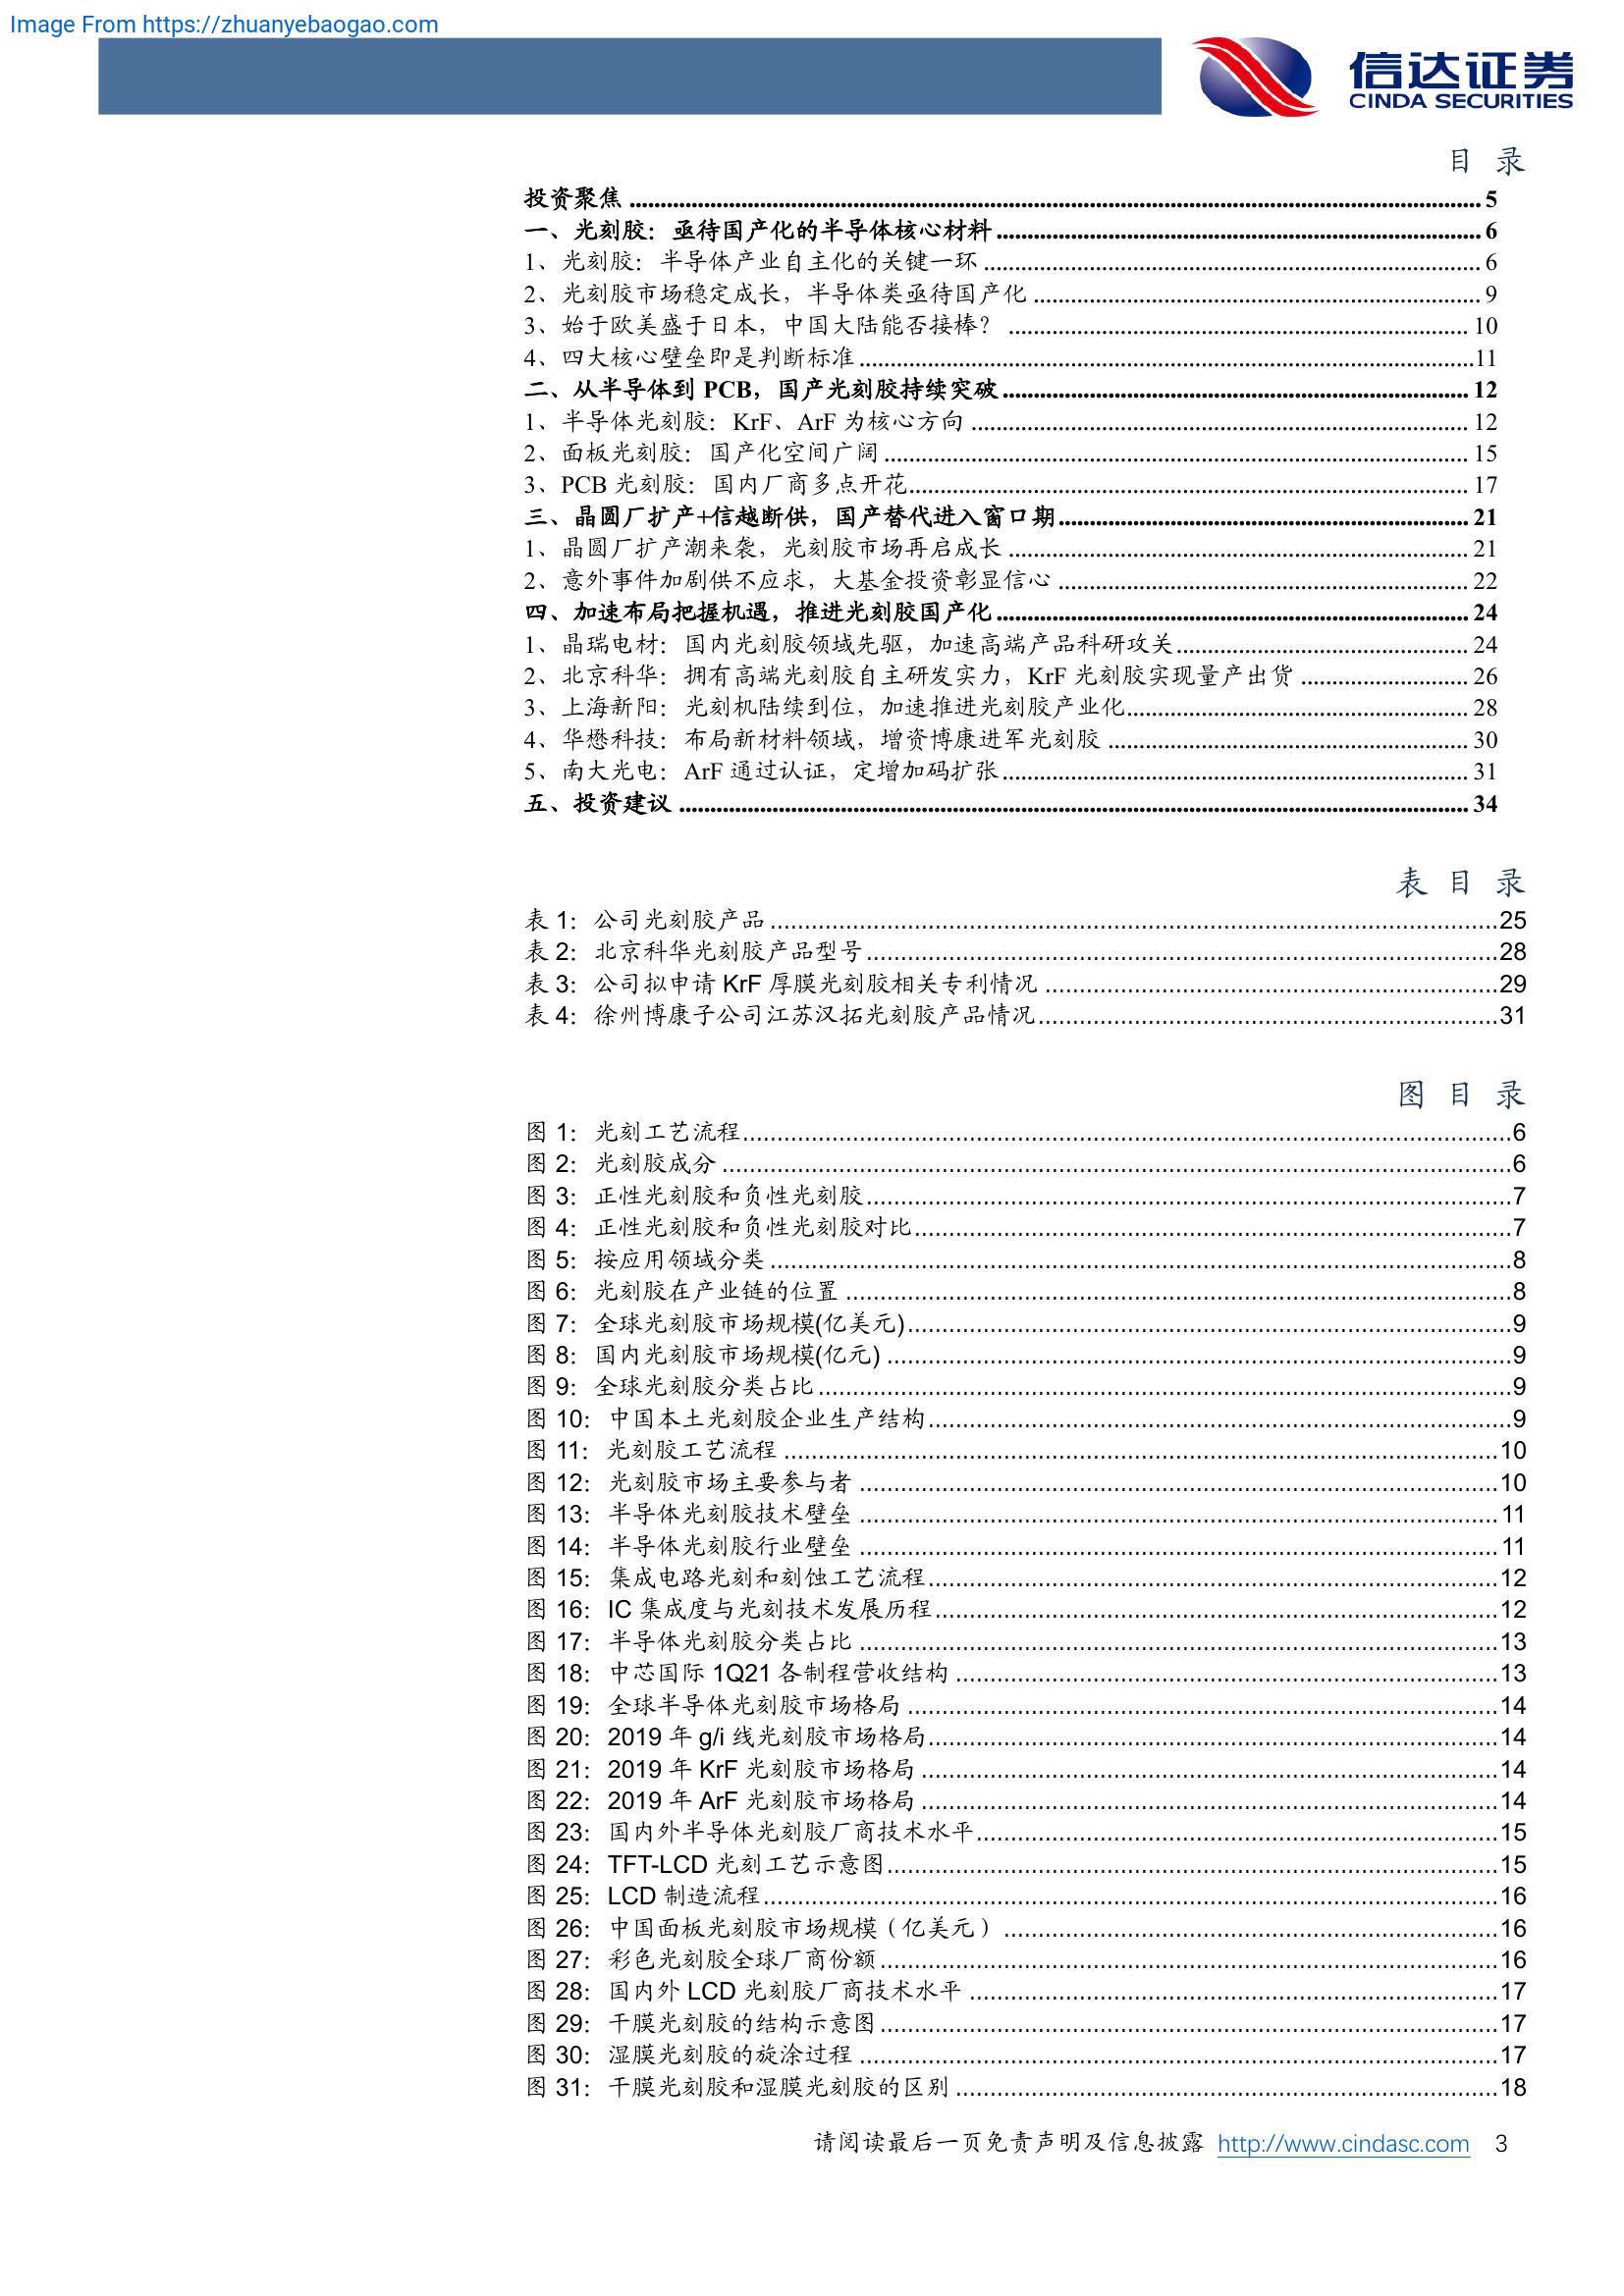 Image From https://zhuanyebaogao.com
信达证券
CINDA SECURITIES
目 录
投资聚焦 ........ 5
一、光刻胶：亟待国产化的半导体核心材料 ........ 6
1、光刻胶：半导体产业自主化的关键一环 ........ 6
2、光刻胶市场稳定成长，半导体类亟待国产化 ........ 9
3、始于欧美盛于日本，中国大陆能否接棒？ ........ 10
4、四大核心壁垒即是判断标准 ........ 11
二、从半导体到 PCB，国产光刻胶持续突破 ........ 12
1、半导体光刻胶：KrF、ArF 为核心方向 ........ 12
2、面板光刻胶：国产化空间广阔 ........ 15
3、PCB 光刻胶：国内厂商多点开花 ........ 17
三、晶圆厂扩产+信越断供，国产替代进入窗口期 ........ 21
1、晶圆厂扩产潮来袭，光刻胶市场再启成长 ........ 21
2、意外事件加剧供不应求，大基金投资彰显信心 ........ 22
四、加速布局把握机遇，推进光刻胶国产化 ........ 24
1、晶瑞电材：国内光刻胶领域先驱，加速高端产品科研攻关 ........ 24
2、北京科华：拥有高端光刻胶自主研发实力，KrF 光刻胶实现量产出货 ........ 26
3、上海新阳：光刻机陆续到位，加速推进光刻胶产业化 ........ 28
4、华懋科技：布局新材料领域，增资博康进军光刻胶 ........ 30
5、南大光电：ArF 通过认证，定增加码扩张 ........ 31
五、投资建议 ........ 34
表 目 录
表 1：公司光刻胶产品 ........ 25
表 2：北京科华光刻胶产品型号 ........ 28
表 3：公司拟申请 KrF 厚膜光刻胶相关专利情况 ........ 29
表 4：徐州博康子公司江苏汉拓光刻胶产品情况 ........ 31
图 目 录
图 1：光刻工艺流程 ........ 6
图 2：光刻胶成分 ........ 6
图 3：正性光刻胶和负性光刻胶 ........ 7
图 4：正性光刻胶和负性光刻胶对比 ........ 7
图 5：按应用领域分类 ........ 8
图 6：光刻胶在产业链的位置 ........ 8
图 7：全球光刻胶市场规模(亿美元) ........ 9
图 8：国内光刻胶市场规模(亿元) ........ 9
图 9：全球光刻胶分类占比 ........ 9
图 10：中国本土光刻胶企业生产结构 ........ 9
图 11：光刻胶工艺流程 ........ 10
图 12：光刻胶市场主要参与者 ........ 10
图 13：半导体光刻胶技术壁垒 ........ 11
图 14：半导体光刻胶行业壁垒 ........ 11
图 15：集成电路光刻和刻蚀工艺流程 ........ 12
图 16：IC 集成度与光刻技术发展历程 ........ 12
图 17：半导体光刻胶分类占比 ........ 13
图 18：中芯国际 1Q21 各制程营收结构 ........ 13
图 19：全球半导体光刻胶市场格局 ........ 14
图 20：2019 年 g/i 线光刻胶市场格局 ........ 14
图 21：2019 年 KrF 光刻胶市场格局 ........ 14
图 22：2019 年 ArF 光刻胶市场格局 ........ 14
图 23：国内外半导体光刻胶厂商技术水平 ........ 15
图 24：TFT-LCD 光刻工艺示意图 ........ 15
图 25：LCD 制造流程 ........ 16
图 26：中国面板光刻胶市场规模（亿美元） ........ 16
图 27：彩色光刻胶全球厂商份额 ........ 16
图 28：国内外 LCD 光刻胶厂商技术水平 ........ 17
图 29：干膜光刻胶的结构示意图 ........ 17
图 30：湿膜光刻胶的旋涂过程 ........ 17
图 31：干膜光刻胶和湿膜光刻胶的区别 ........ 18
请阅读最后一页免责声明及信息披露 http://www.cindasc.com 3